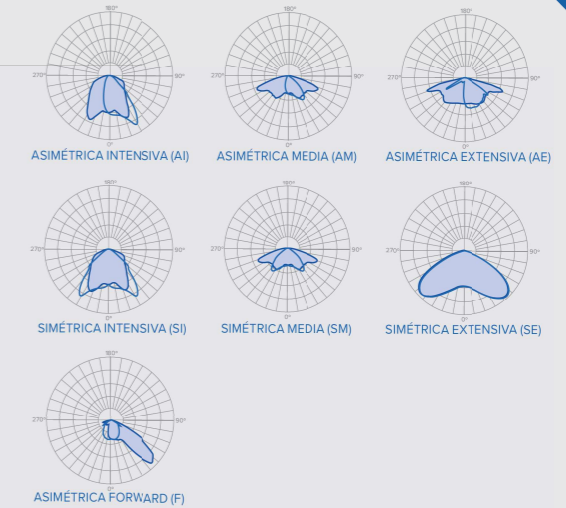 180° 180° 180°
270° 90° 270° 90° 270° 90°
0° 0° 0°
ASIMÉTRICA INTENSIVA (AI) ASIMÉTRICA MEDIA (AM) ASIMÉTRICA EXTENSIVA (AE)
180° 180° 180°
270° 90° 270° 90° 270° 90°
0° 0° 0°
SIMÉTRICA INTENSIVA (SI) SIMÉTRICA MEDIA (SM) SIMÉTRICA EXTENSIVA (SE)
180°
270° 90°
0°
ASIMÉTRICA FORWARD (F)